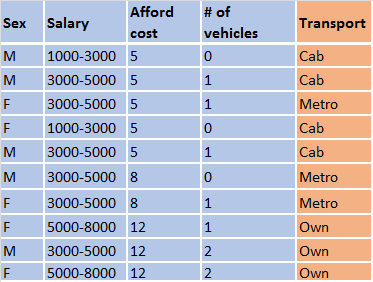 Sex Salary Afford cost # of vehicles Transport
M 1000-3000 5 0 Cab
M 3000-5000 5 1 Cab
F 3000-5000 5 1 Metro
F 1000-3000 5 0 Cab
M 3000-5000 5 1 Cab
M 3000-5000 8 0 Metro
F 3000-5000 8 1 Metro
F 5000-8000 12 1 Own
M 3000-5000 12 2 Own
F 5000-8000 12 2 Own